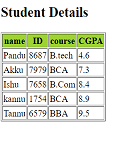 Student Details
name ID course CGPA
Pandu 8687 B.tech 4.6
Akku 7979 BCA 7.3
Ishu 7658 B.Com 8.4
kannu 1754 BCA 8.9
Tannu 6579 BBA 9.5